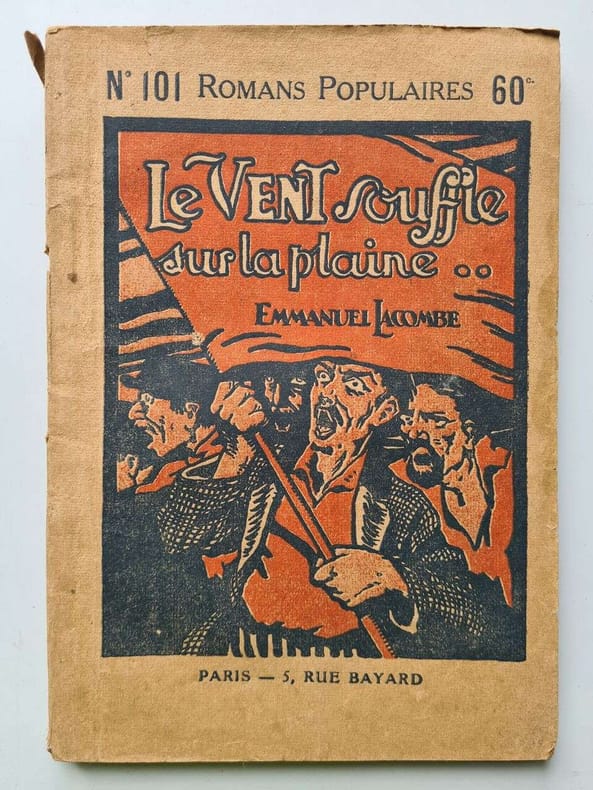 N° 101 ROMANS POPULAIRES 60c.
Le VENT souffle
sur la plaine ..
EMMANUEL LACOMBE
PARIS — 5, RUE BAYARD